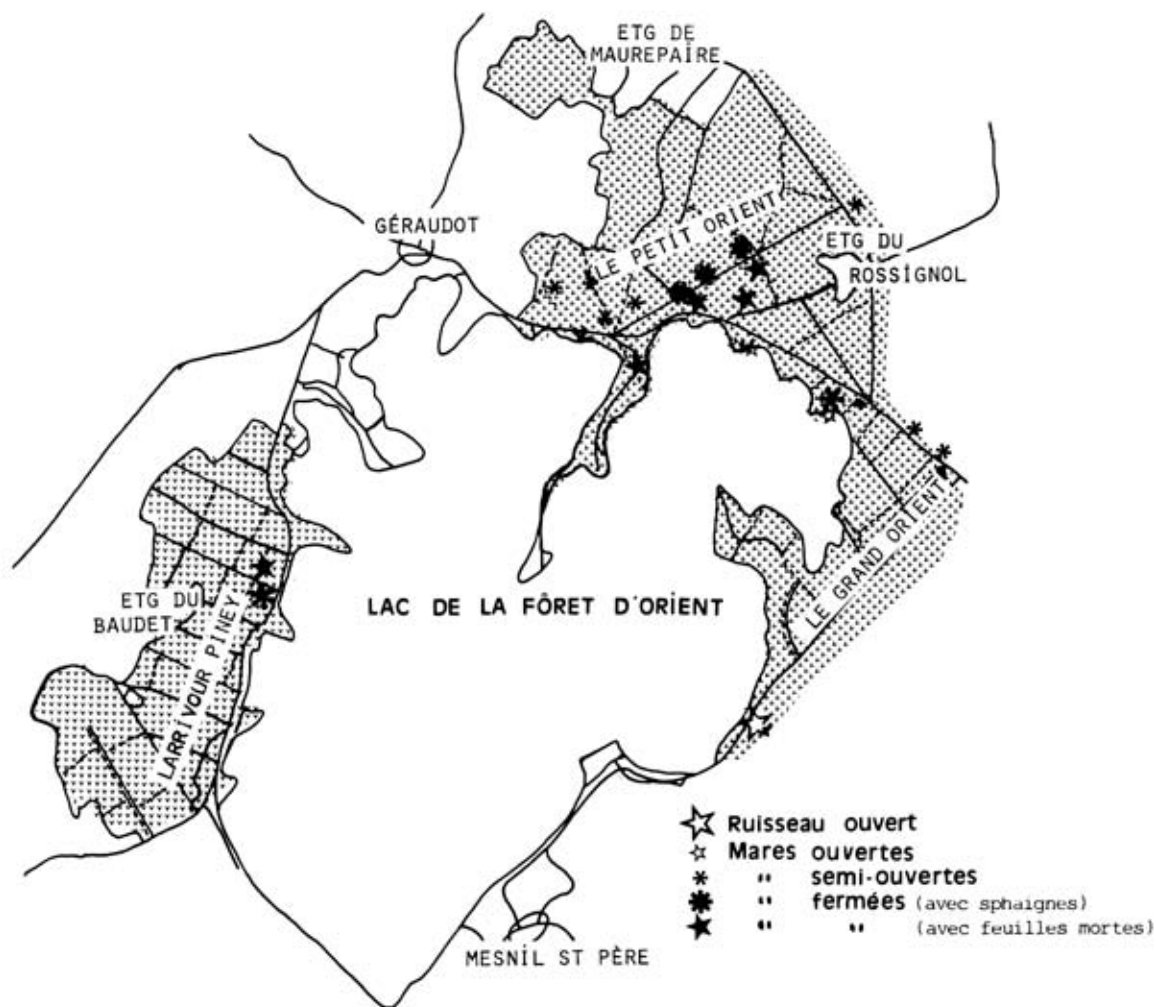 ETG DE
MAUREPAIRE
GÉRAUDOT
LE PETIT ORIENT
ETG DU
ROSSIGNOL
LE GRAND ORIENT
ETG DU
BAUDET
LARRIVOUR PINEY
LAC DE LA FÔRET D'ORIENT
MESNIL ST PÈRE
Ruisseau ouvert
Mares ouvertes
" semi-ouvertes
" fermées (avec sphaignes)
" " (avec feuilles mortes)